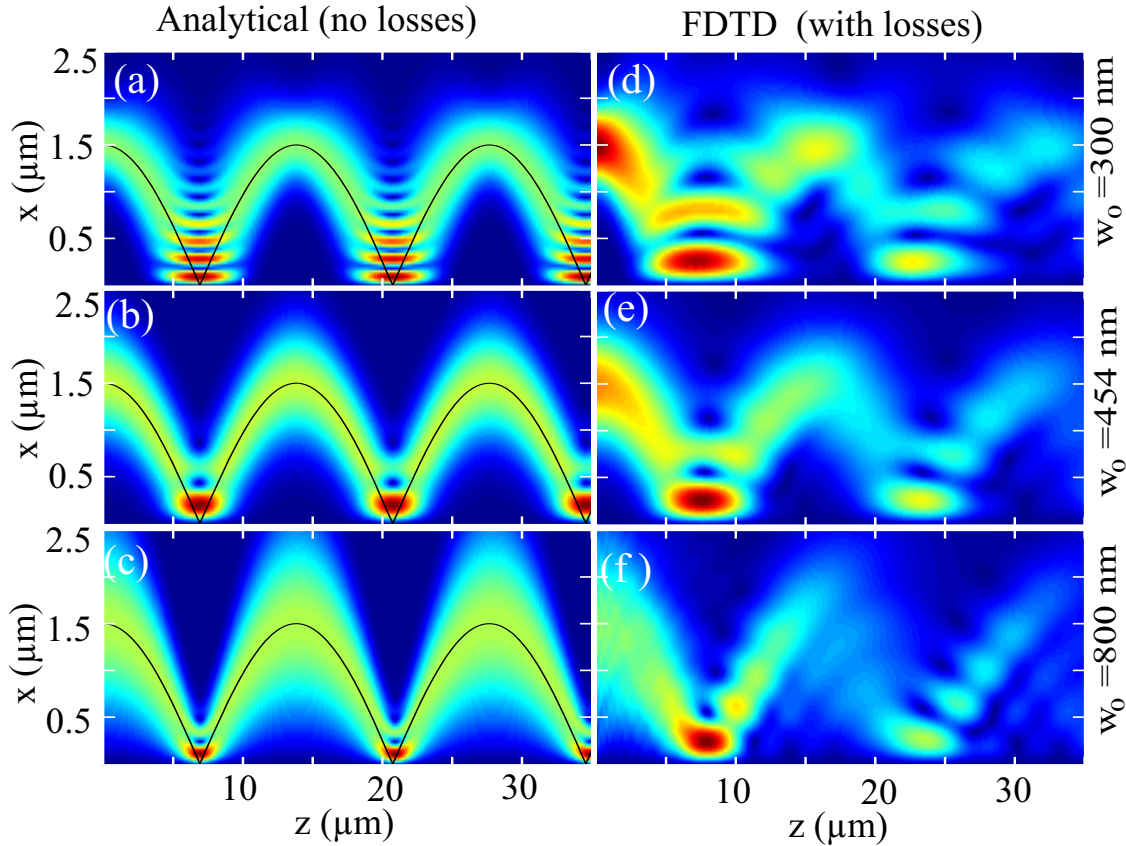 Analytical (no losses)
FDTD (with losses)
2.5
(a)
(d)
x (μm)
1.5
0.5
w₀ =300 nm
2.5
(b)
(e)
x (μm)
1.5
0.5
w₀ =454 nm
2.5
(c)
(f )
x (μm)
1.5
0.5
w₀ =800 nm
10 20 30 10 20 30
z (μm)
z (μm)